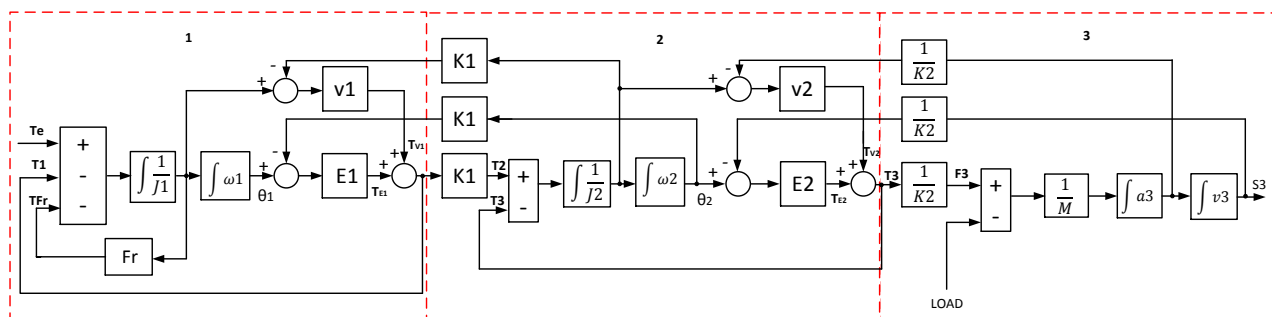 1
2
3
K1
1
K2
-
-
-
+
v1
+
v2
K1
1
K2
Te
T1
TFr
+
-
-
∫ 1/J1
∫ ω1
+
θ1
-
E1
TE1
+
+
TV1
K1
T2
T3
+
-
∫ 1/J2
∫ ω2
+
θ2
-
E2
TE2
+
+
TV2
T3
1
K2
F3
+
-
1
M
∫ a3
∫ v3
S3
Fr
LOAD